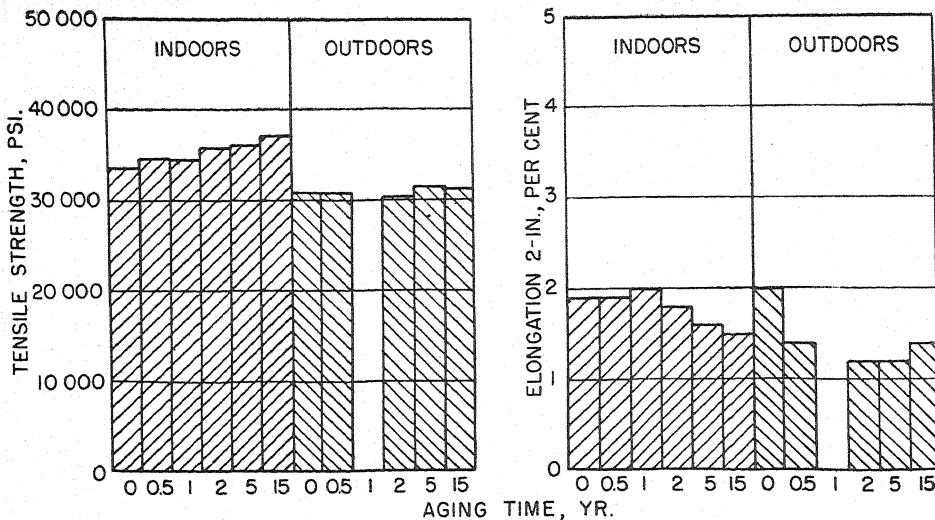 TENSILE STRENGTH, PSI.
50 000
40 000
30 000
20 000
10 000
0
INDOORS
OUTDOORS
0 0.5 1 2 5 15 0 0.5 1 2 5 15
ELONGATION 2-IN., PER CENT
5
4
3
2
1
0
INDOORS
OUTDOORS
0 0.5 1 2 5 15 0 0.5 1 2 5 15
AGING TIME, YR.